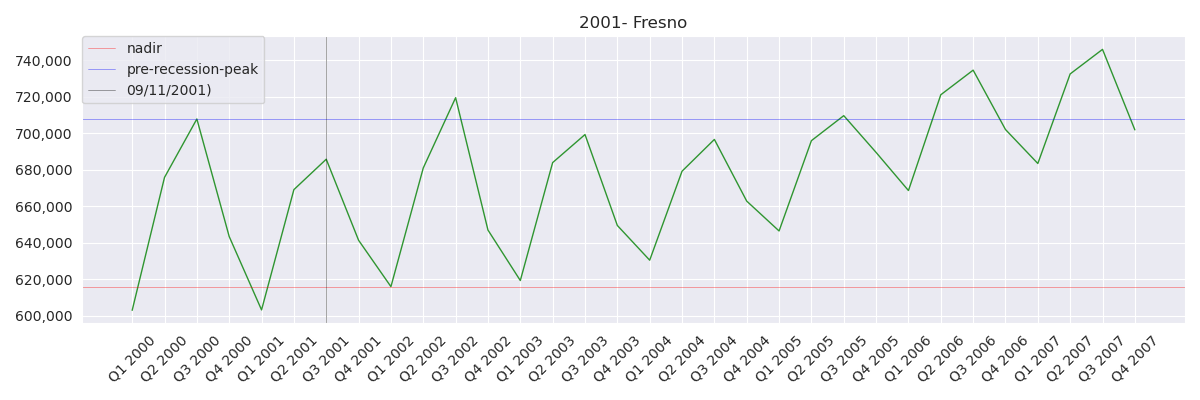 2001- Fresno
nadir
pre-recession-peak
09/11/2001)
740,000
720,000
700,000
680,000
660,000
640,000
620,000
600,000
Q1 2000
Q2 2000
Q3 2000
Q4 2000
Q1 2001
Q2 2001
Q3 2001
Q4 2001
Q1 2002
Q2 2002
Q3 2002
Q4 2002
Q1 2003
Q2 2003
Q3 2003
Q4 2003
Q1 2004
Q2 2004
Q3 2004
Q4 2004
Q1 2005
Q2 2005
Q3 2005
Q4 2005
Q1 2006
Q2 2006
Q3 2006
Q4 2006
Q1 2007
Q2 2007
Q3 2007
Q4 2007